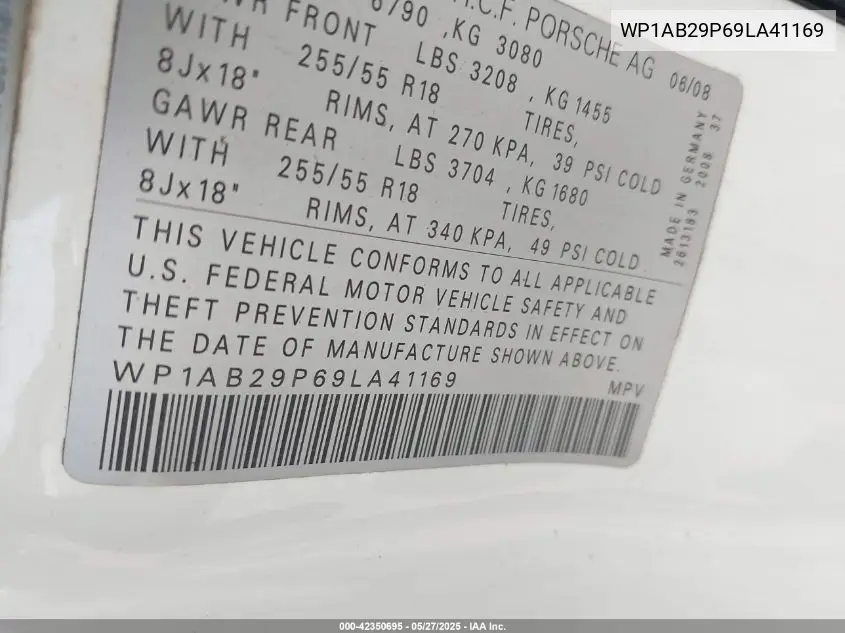 WP1AB29P69LA41169
.C.F. PORSCHE AG 06/08
/90 ,KG 3080
FRONT LBS 3208 , KG 1455
WITH 255/55 R18 TIRES,
8Jx18" RIMS, AT 270 KPA, 39 PSI COLD
GAWR REAR LBS 3704 , KG 1680
WITH 255/55 R18 TIRES,
8Jx18" RIMS, AT 340 KPA, 49 PSI COLD
MADE IN GERMANY
2613183 2008 37
THIS VEHICLE CONFORMS TO ALL APPLICABLE
U.S. FEDERAL MOTOR VEHICLE SAFETY AND
THEFT PREVENTION STANDARDS IN EFFECT ON
THE DATE OF MANUFACTURE SHOWN ABOVE.
WP1AB29P69LA41169 MPV
000-42350695 - 05/27/2025 - IAA Inc.